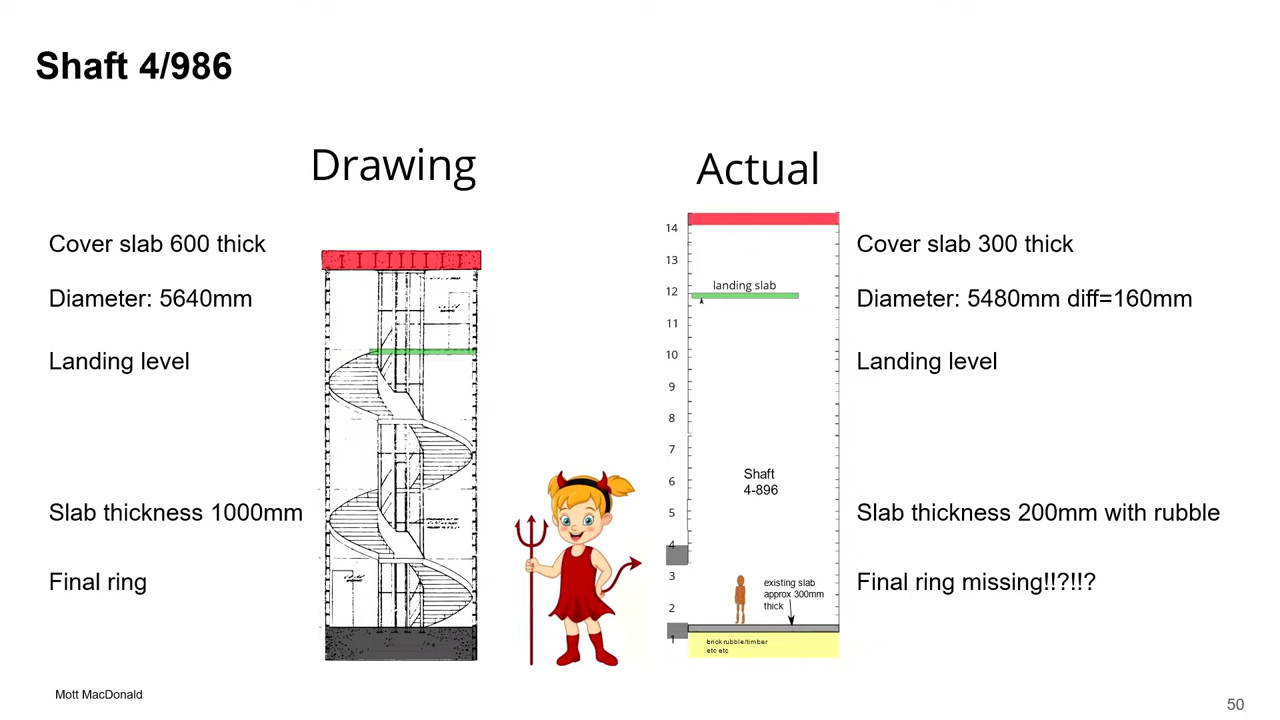 Shaft 4/986
Drawing
Actual
Cover slab 600 thick
Diameter: 5640mm
Landing level
Slab thickness 1000mm
Final ring
14
13
12
11
10
9
8
7
6
5
4
3
2
1
landing slab
Shaft
4-896
existing slab
approx 300mm
thick
brick rubble/timber
etc etc
Cover slab 300 thick
Diameter: 5480mm diff=160mm
Landing level
Slab thickness 200mm with rubble
Final ring missing!!?!!?
Mott MacDonald
50